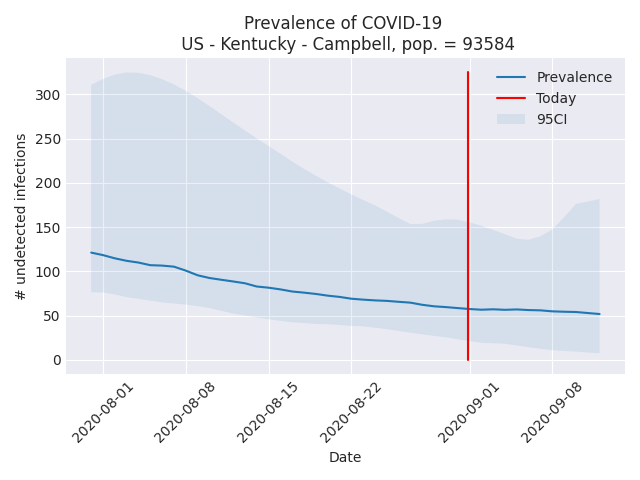 Prevalence of COVID-19
US - Kentucky - Campbell, pop. = 93584
Prevalence
Today
95CI
# undetected infections
300
250
200
150
100
50
0
2020-08-01
2020-08-08
2020-08-15
2020-08-22
2020-09-01
2020-09-08
Date